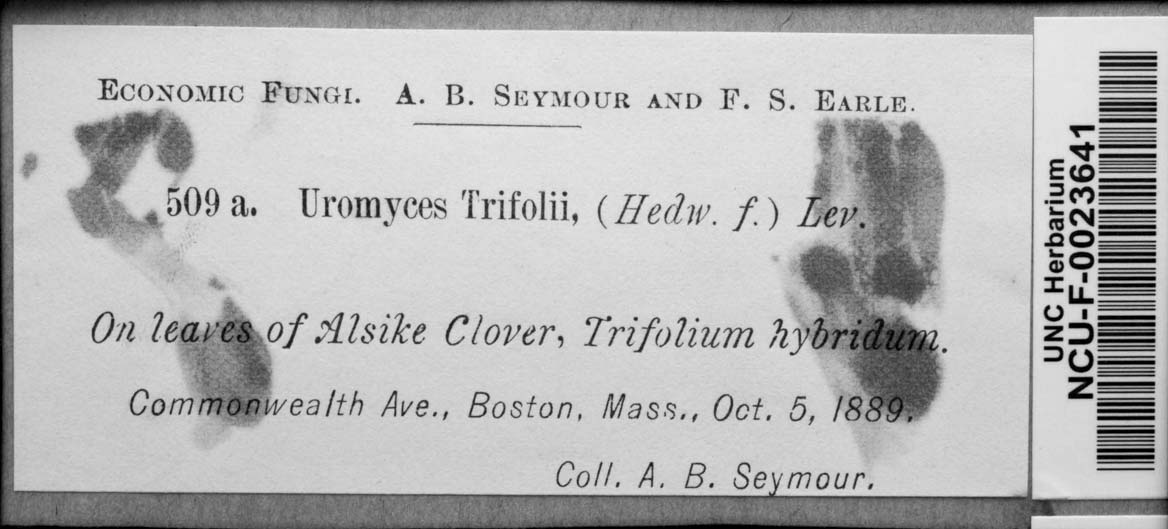 ECONOMIC FUNGI. A. B. SEYMOUR AND F. S. EARLE.
509 a. Uromyces Trifolii, (Hedw. f.) Lev.
On leaves of Alsike Clover, Trifolium hybridum.
Commonwealth Ave., Boston, Mass., Oct. 5, 1889.
Coll. A. B. Seymour.
UNC Herbarium
NCU-F-0023641